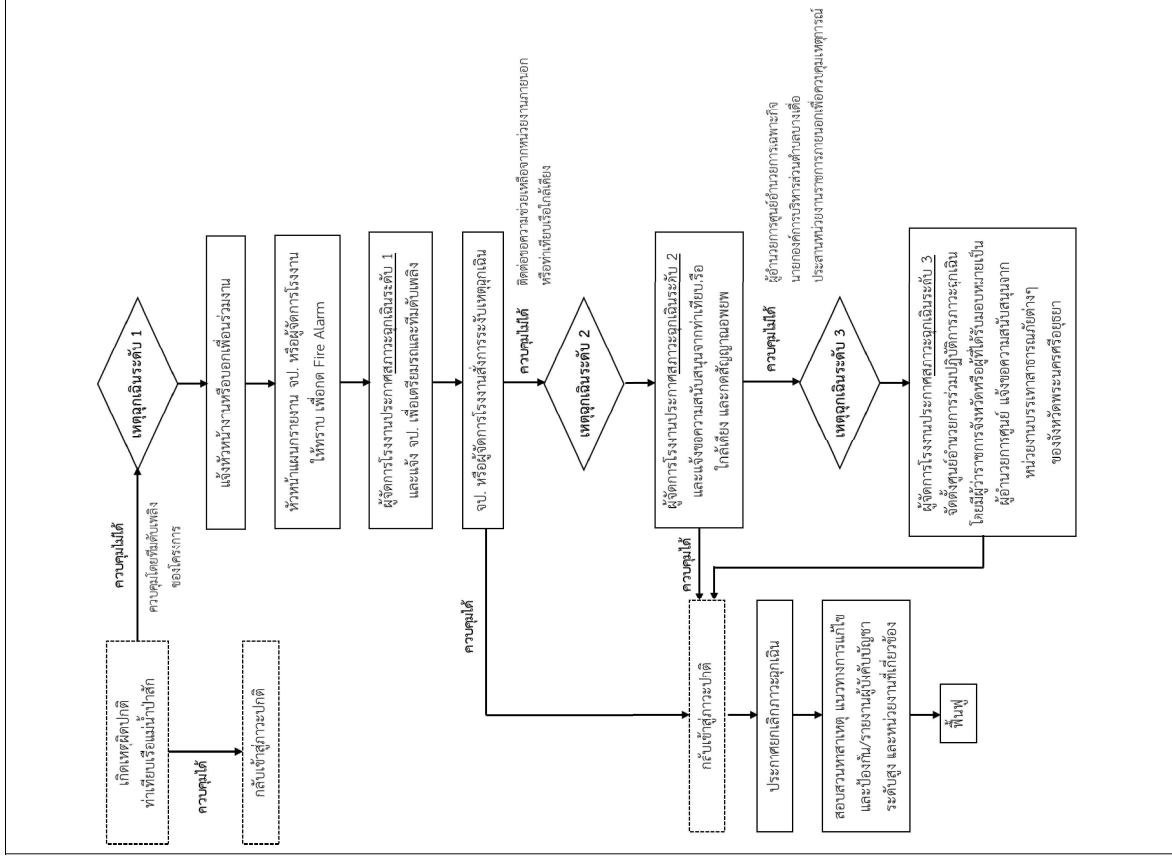 เกิดเหตุผิดปกติ
ท่าเทียบเรือแม่น้ำป่าสัก
ควบคุมได้
กลับเข้าสู่ภาวะปกติ
ควบคุมไม่ได้
ควบคุมโดยทีมดับเพลิง
ของโครงการ
เหตุฉุกเฉินระดับ 1
แจ้งหัวหน้างานหรือบอกเพื่อนร่วมงาน
หัวหน้าแผนกรายงาน จป. หรือผู้จัดการโรงงาน
ให้ทราบ เพื่อกด Fire Alarm
ผู้จัดการโรงงานประกาศสภาวะฉุกเฉินระดับ 1
และแจ้ง จป. เพื่อเตรียมรถและทีมดับเพลิง
จป. หรือผู้จัดการโรงงานสั่งการระงับเหตุฉุกเฉิน
ควบคุมได้
ควบคุมไม่ได้
ติดต่อขอความช่วยเหลือจากหน่วยงานภายนอก
หรือท่าเทียบเรือใกล้เคียง
เหตุฉุกเฉินระดับ 2
ผู้จัดการโรงงานประกาศสภาวะฉุกเฉินระดับ 2
และแจ้งขอความสนับสนุนจากท่าเทียบเรือ
ใกล้เคียง และกดสัญญาณอพยพ
ควบคุมได้
ควบคุมไม่ได้
ผู้อำนวยการศูนย์อำนวยการเฉพาะกิจ
นายกองค์การบริหารส่วนตำบลบางเดื่อ
ประสานหน่วยงานราชการภายนอกเพื่อควบคุมเหตุการณ์
เหตุฉุกเฉินระดับ 3
ผู้จัดการโรงงานประกาศสภาวะฉุกเฉินระดับ 3
จัดตั้งศูนย์อำนวยการร่วมปฏิบัติการภาวะฉุกเฉิน
โดยมีผู้ว่าราชการจังหวัดหรือผู้ที่ได้รับมอบหมายเป็น
ผู้อำนวยการศูนย์ แจ้งขอความสนับสนุนจาก
หน่วยงานบรรเทาสาธารณภัยต่างๆ
ของจังหวัดพระนครศรีอยุธยา
กลับเข้าสู่ภาวะปกติ
ประกาศยกเลิกภาวะฉุกเฉิน
สอบสวนหาสาเหตุ แนวทางการแก้ไข
และป้องกัน/รายงานผู้บังคับบัญชา
ระดับสูง และหน่วยงานที่เกี่ยวข้อง
ฟื้นฟู